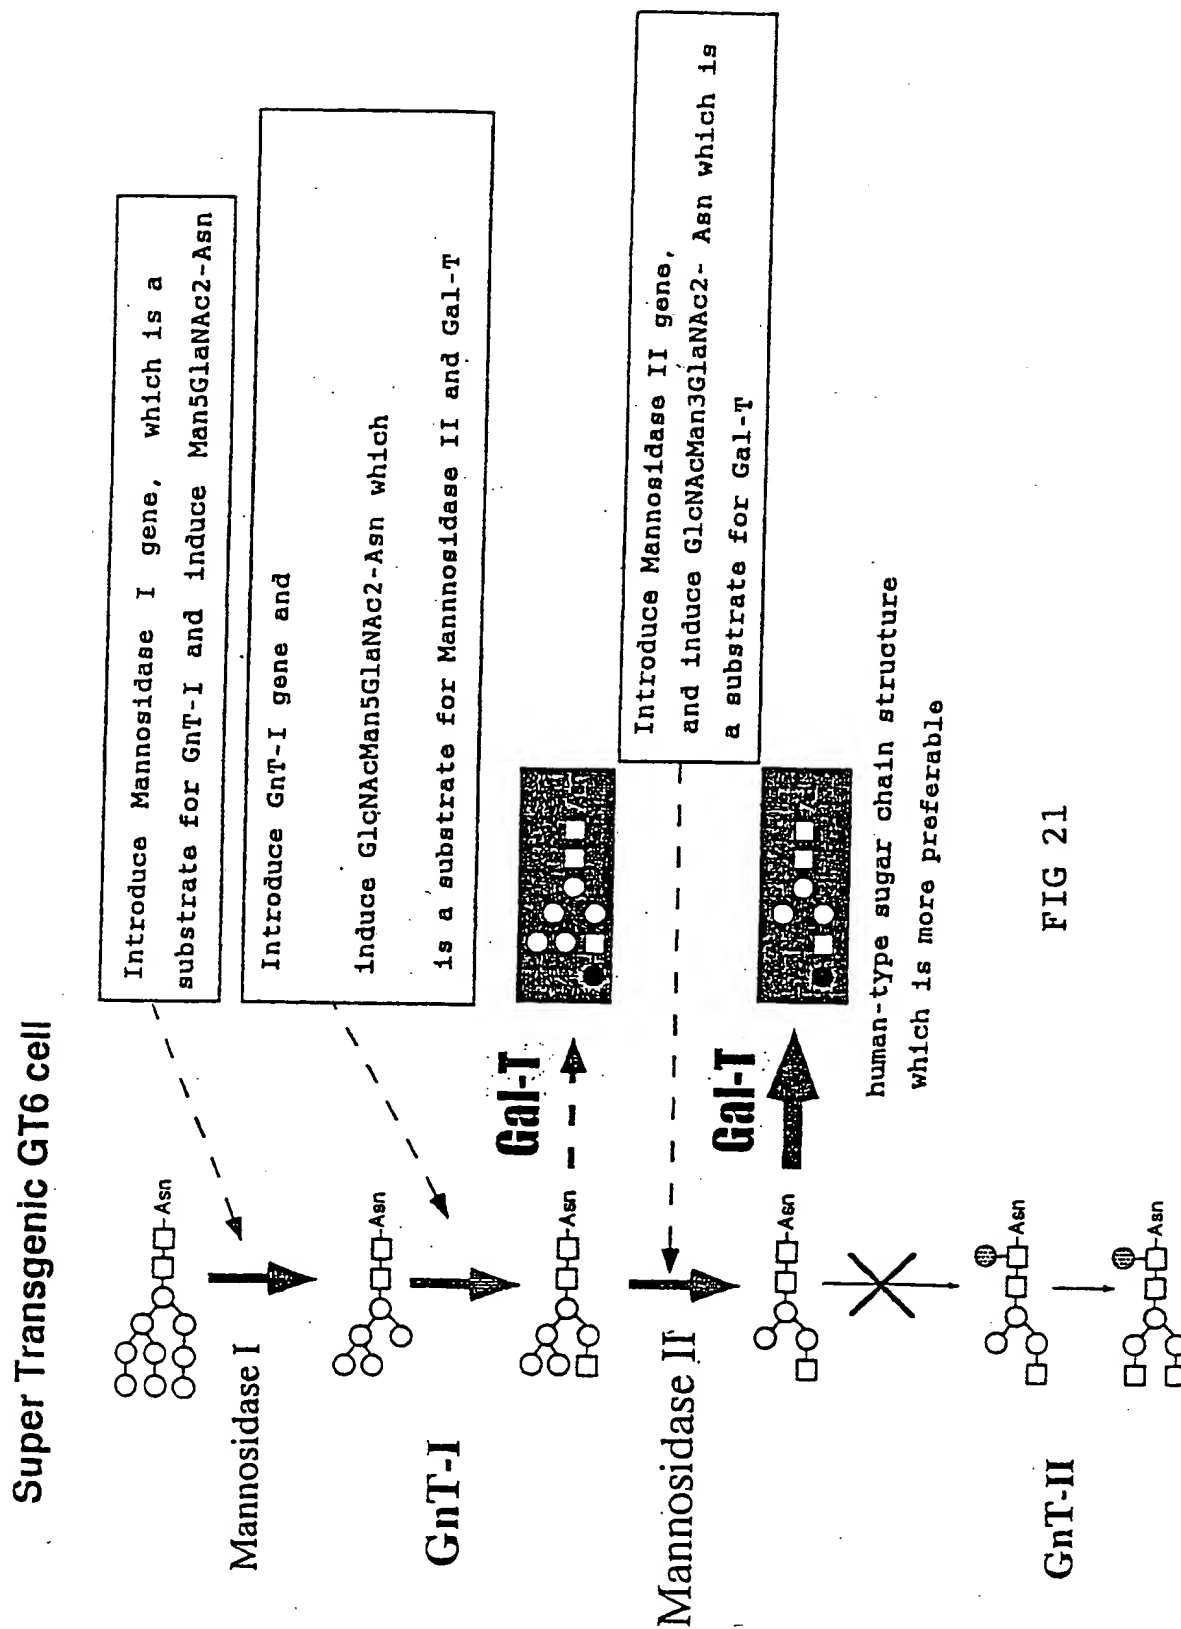 Super Transgenic GT6 cell
Introduce Mannosidase I gene, which is a
substrate for GnT-I and induce Man5GlaNAc2-Asn
Asn
Mannosidase I
Introduce GnT-I gene and
induce GlcNAcMan5GlaNAc2-Asn which
is a substrate for Mannnosidase II and Gal-T
Asn
GnT-I
Gal-T
Asn
Asn
Introduce Mannosidase II gene,
and induce GlcNAcMan3GlaNAc2- Asn which is
a substrate for Gal-T
Mannosidase II
Gal-T
Asn
human-type sugar chain structure
which is more preferable
Asn
GnT-II
Asn
FIG 21